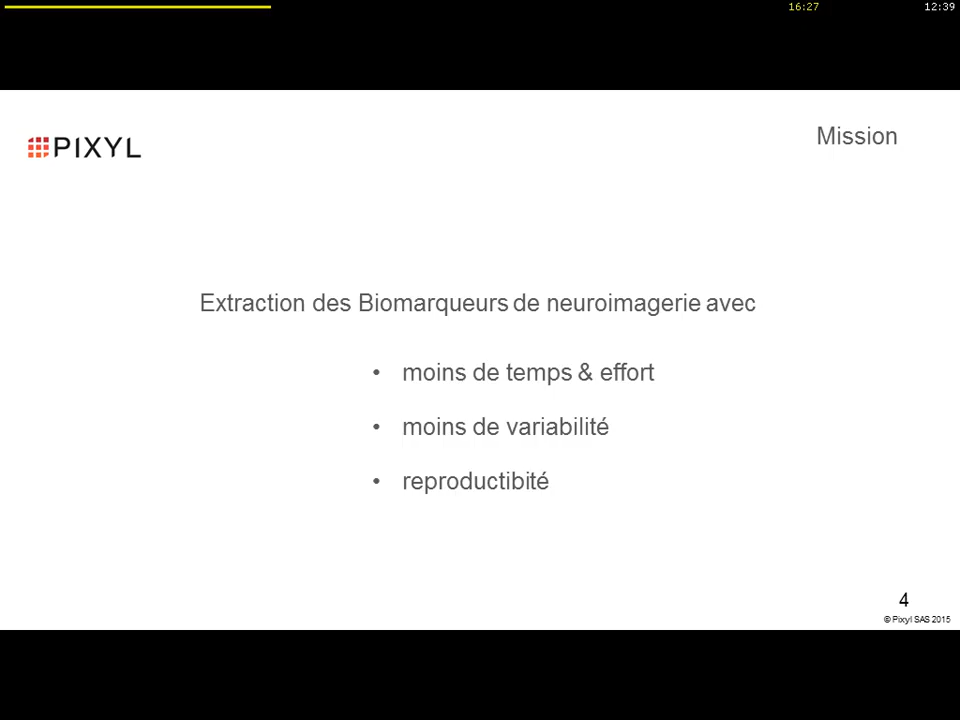 16:27
12:39
PIXYL
Mission
Extraction des Biomarqueurs de neuroimagerie avec
• moins de temps & effort
• moins de variabilité
• reproductibité
4
© Pixyl SAS 2015